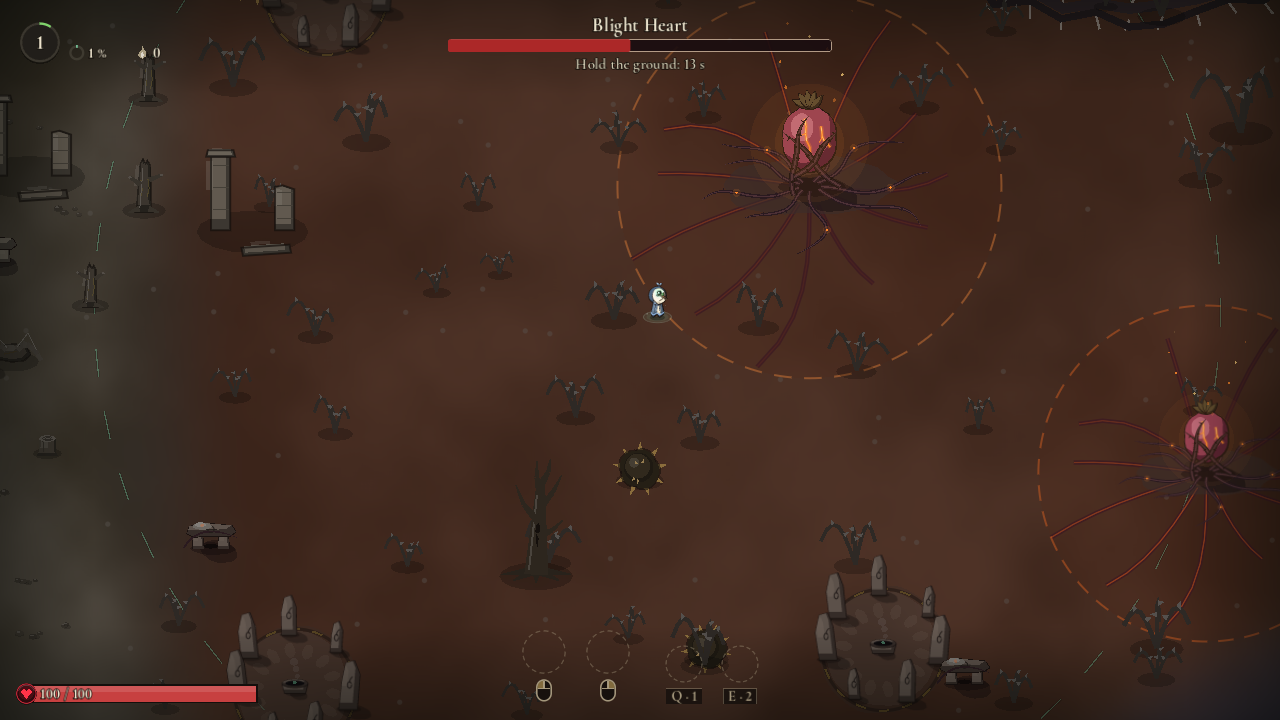 Blight Heart
1
1 %
0
Hold the ground: 13 s
100 / 100
Q · 1
E · 2